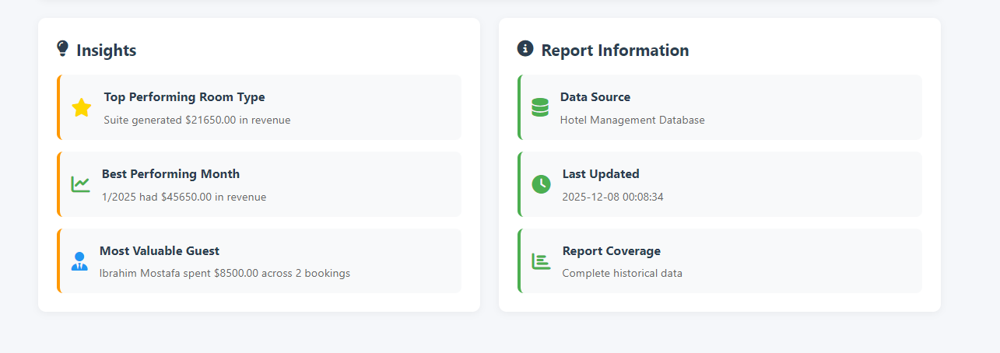 Insights
Top Performing Room Type
Suite generated $21650.00 in revenue
Best Performing Month
1/2025 had $45650.00 in revenue
Most Valuable Guest
Ibrahim Mostafa spent $8500.00 across 2 bookings
Report Information
Data Source
Hotel Management Database
Last Updated
2025-12-08 00:08:34
Report Coverage
Complete historical data